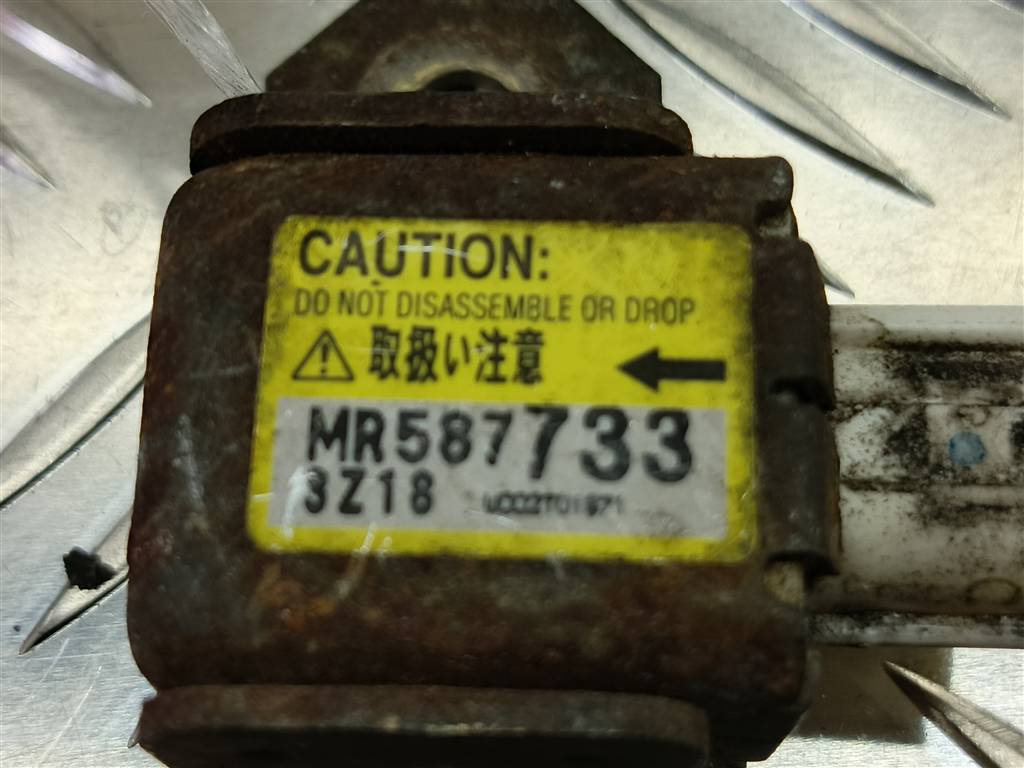 CAUTION:
DO NOT DISASSEMBLE OR DROP
取扱い注意
MR587733
3Z18